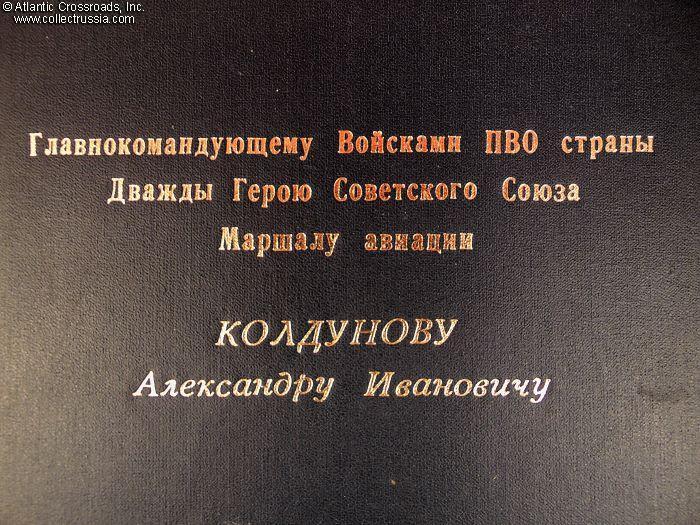 © Atlantic Crossroads, Inc.
www.collectrussia.com
Главнокомандующему Войсками ПВО страны
Дважды Герою Советского Союза
Маршалу авиации
КОЛДУНОВУ
Александру Ивановичу